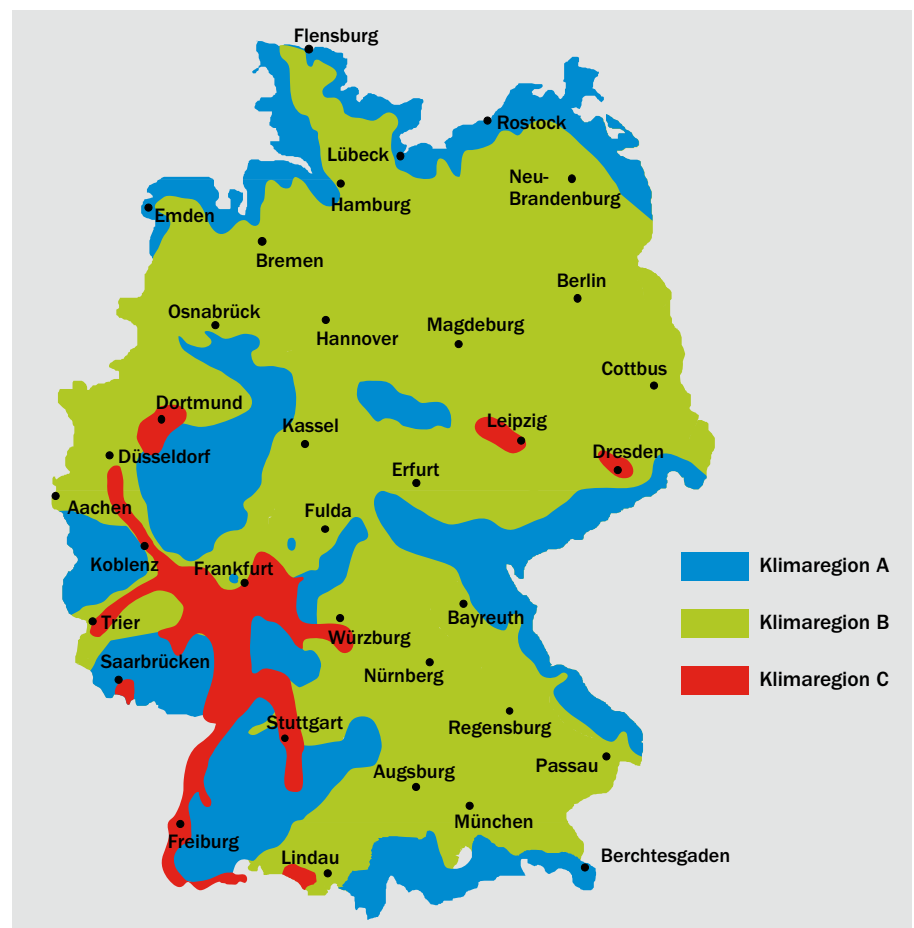 Flensburg
Rostock
Lübeck
Neu-
Brandenburg
Hamburg
Emden
Bremen
Berlin
Osnabrück
Hannover
Magdeburg
Cottbus
Dortmund
Kassel
Leipzig
Düsseldorf
Dresden
Erfurt
Aachen
Fulda
Koblenz
Frankfurt
Klimaregion A
Trier
Würzburg
Bayreuth
Klimaregion B
Saarbrücken
Nürnberg
Klimaregion C
Stuttgart
Regensburg
Augsburg
Passau
München
Freiburg
Lindau
Berchtesgaden